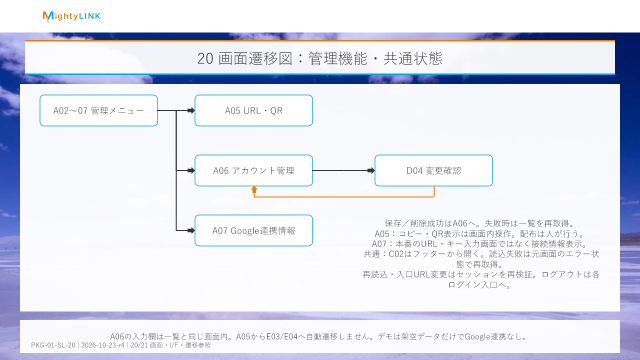 MightyLINK
20 画面遷移図：管理機能・共通状態
A02～07 管理メニュー
A05 URL・QR
A06 アカウント管理
D04 変更確認
A07 Google連携情報
保存／削除成功はA06へ。失敗時は一覧を再取得。
A05：コピー・QR表示は画面内操作。配布は人が行う。
A07：本番のURL・キー入力画面ではなく接続情報表示。
共通：C02はフッターから開く。読込失敗は元画面のエラー状
態で再取得。
再読込・入口URL変更はセッションを再検証。ログアウトは各
ログイン入口へ。
A06の入力欄は一覧と同じ画面内。A05からE03/E04へ自動遷移しません。デモは架空データだけでGoogle連携なし。
PKG-01-SL-20 | 2026-10-23-r4 | 20/21 画面・I/F・遷移参照